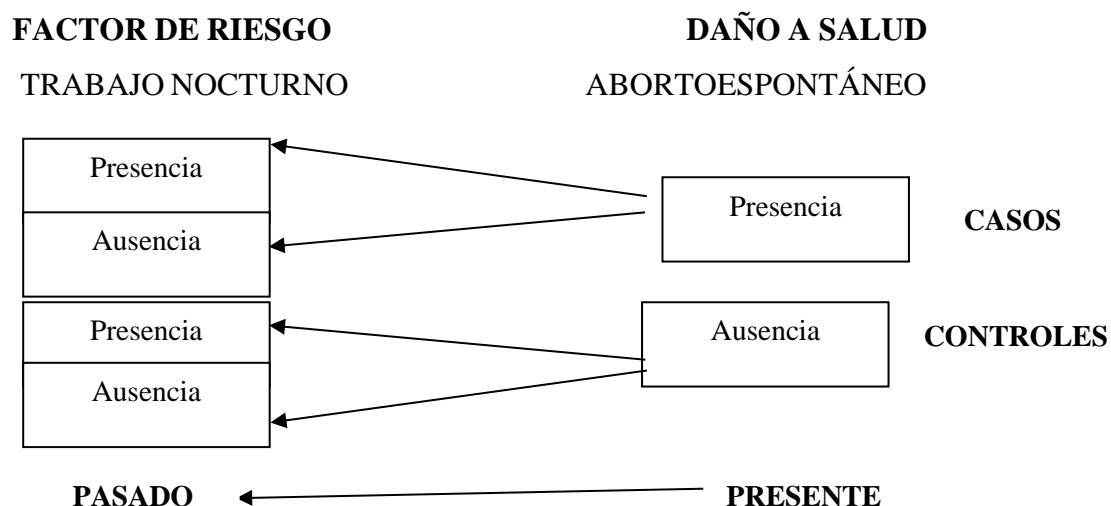 FACTOR DE RIESGO DAÑO A SALUD
TRABAJO NOCTURNO ABORTOESPONTÁNEO
Presencia
Ausencia
Presencia
Ausencia
Presencia
CASOS
Ausencia
CONTROLES
PASADO PRESENTE